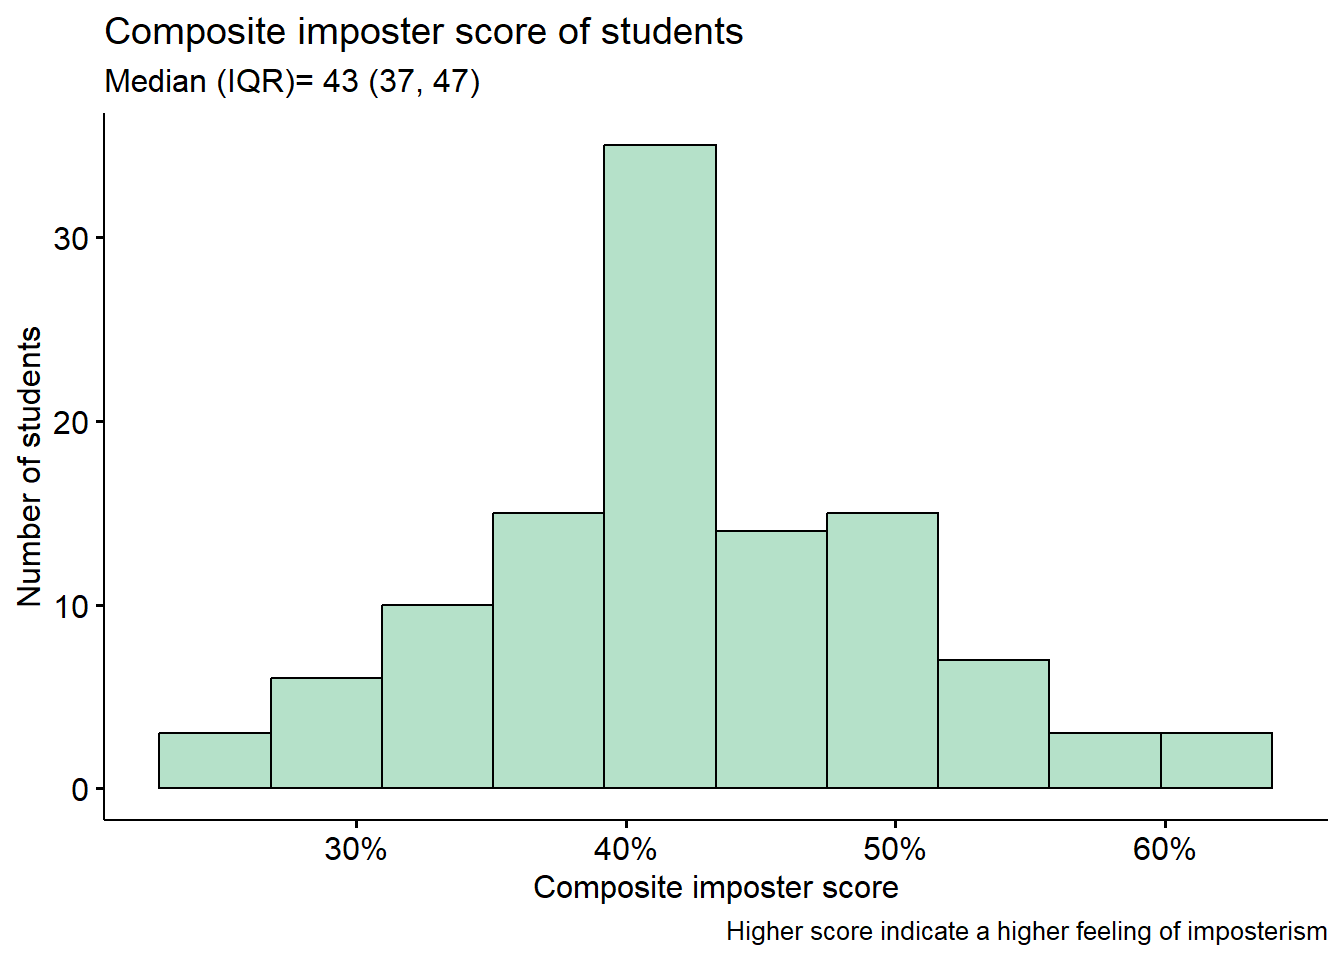 Composite imposter score of students
Median (IQR)= 43 (37, 47)
Number of students
30
20
10
0
30% 40% 50% 60%
Composite imposter score
Higher score indicate a higher feeling of imposterism